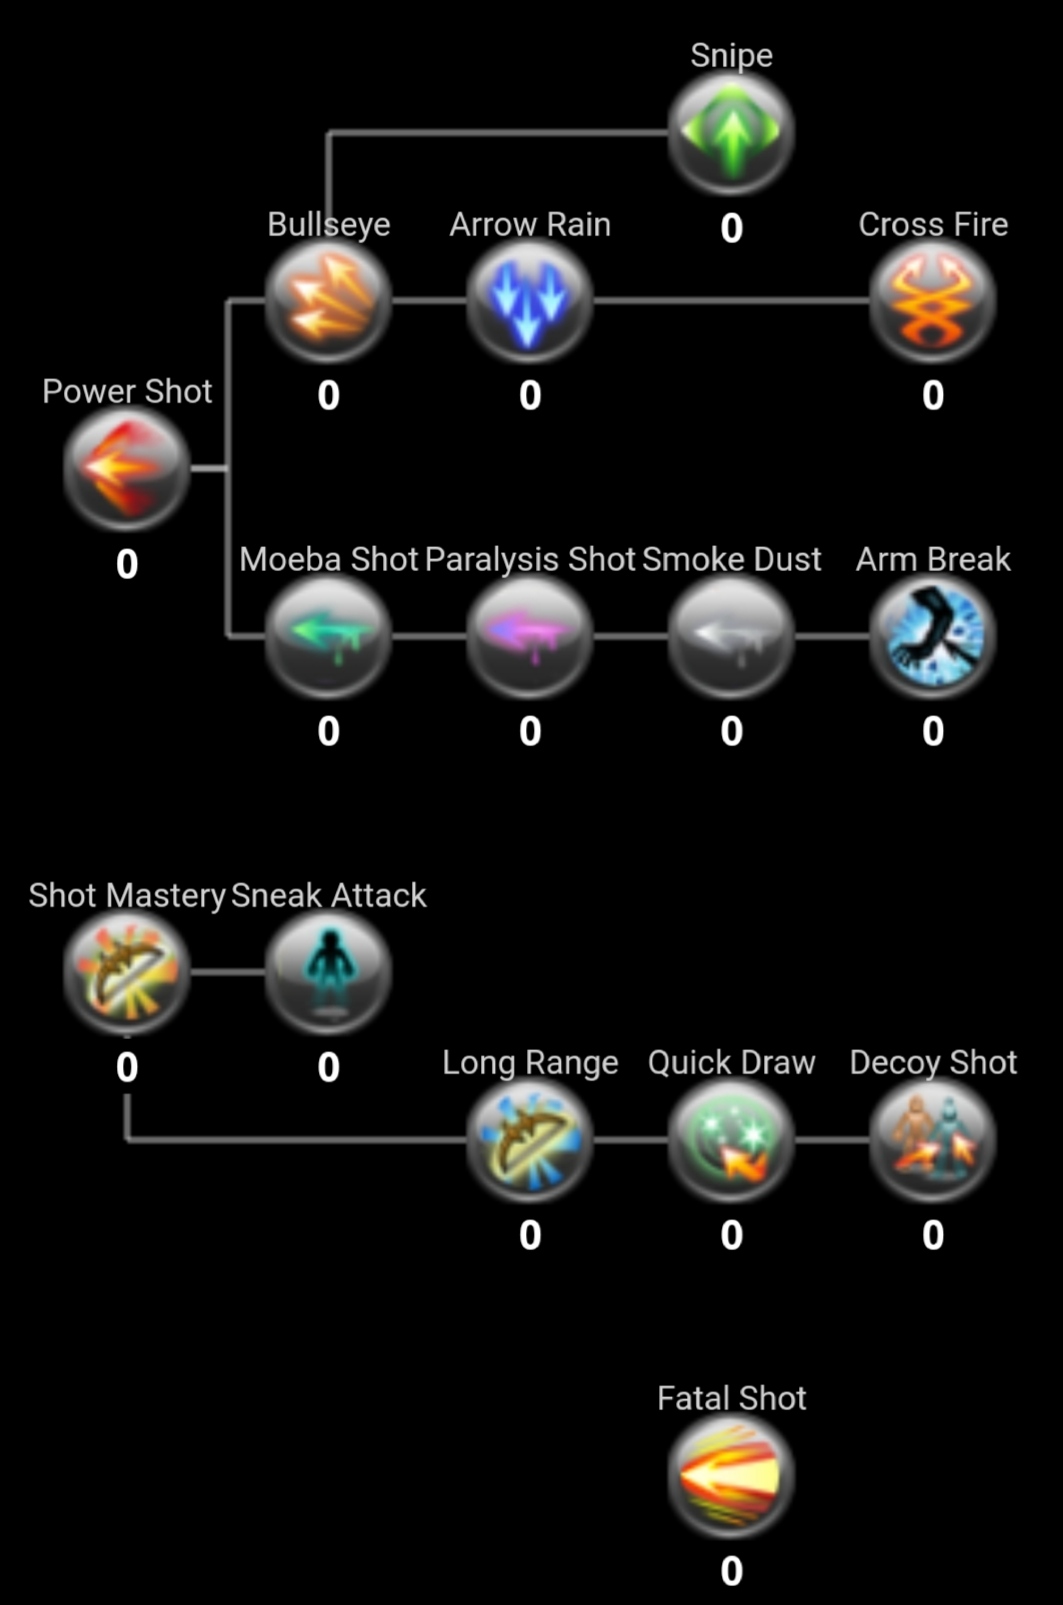 Snipe
0
Bullseye
Arrow Rain
Cross Fire
0
0
0
Power Shot
0
Moeba Shot
Paralysis Shot
Smoke Dust
Arm Break
0
0
0
0
Shot Mastery
Sneak Attack
0
0
Long Range
Quick Draw
Decoy Shot
0
0
0
Fatal Shot
0